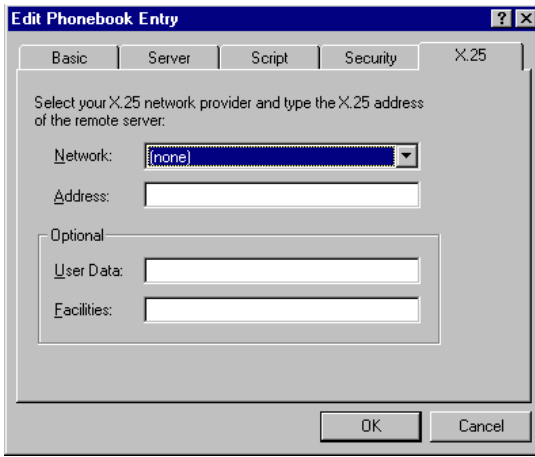 Edit Phonebook Entry
Basic Server Script Security X.25
Select your X.25 network provider and type the X.25 address
of the remote server:
Network: (none)
Address:
Optional
User Data:
Facilities:
OK Cancel